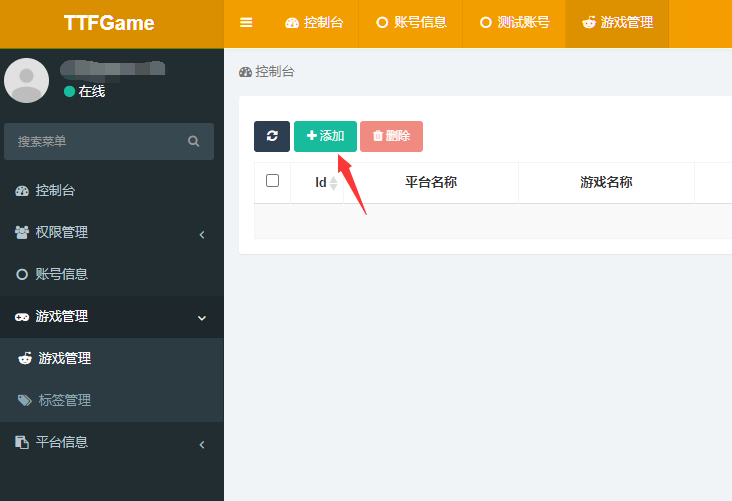 TTFGame
控制台
账号信息
测试账号
游戏管理
在线
搜索菜单
控制台
权限管理
账号信息
游戏管理
游戏管理
标签管理
平台信息
控制台
添加
删除
Id
平台名称
游戏名称